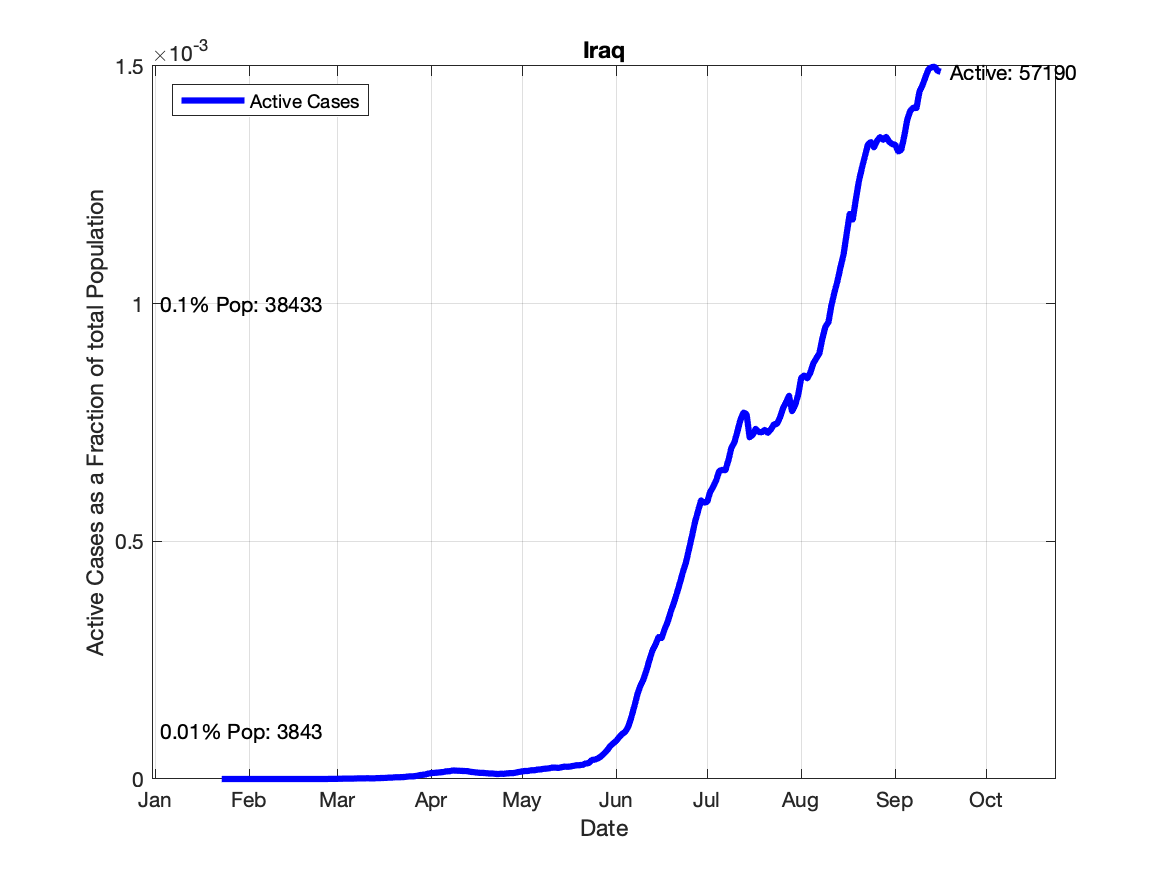 Iraq
×10-3
1.5
Active: 57190
Active Cases
Active Cases as a Fraction of total Population
1
0.1% Pop: 38433
0.5
0.01% Pop: 3843
0
Jan Feb Mar Apr May Jun Jul Aug Sep Oct
Date